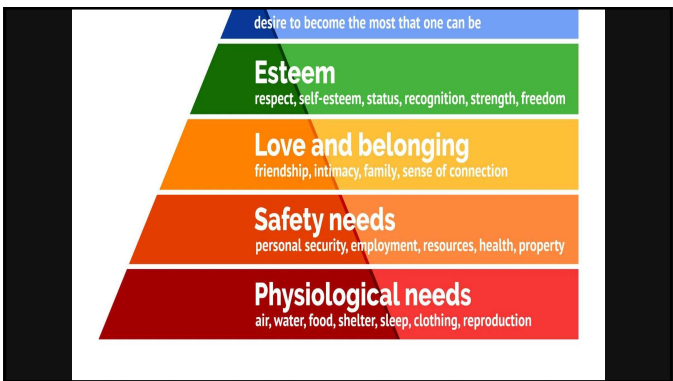 desire to become the most that one can be
Esteem
respect, self-esteem, status, recognition, strength, freedom
Love and belonging
friendship, intimacy, family, sense of connection
Safety needs
personal security, employment, resources, health, property
Physiological needs
air, water, food, shelter, sleep, clothing, reproduction